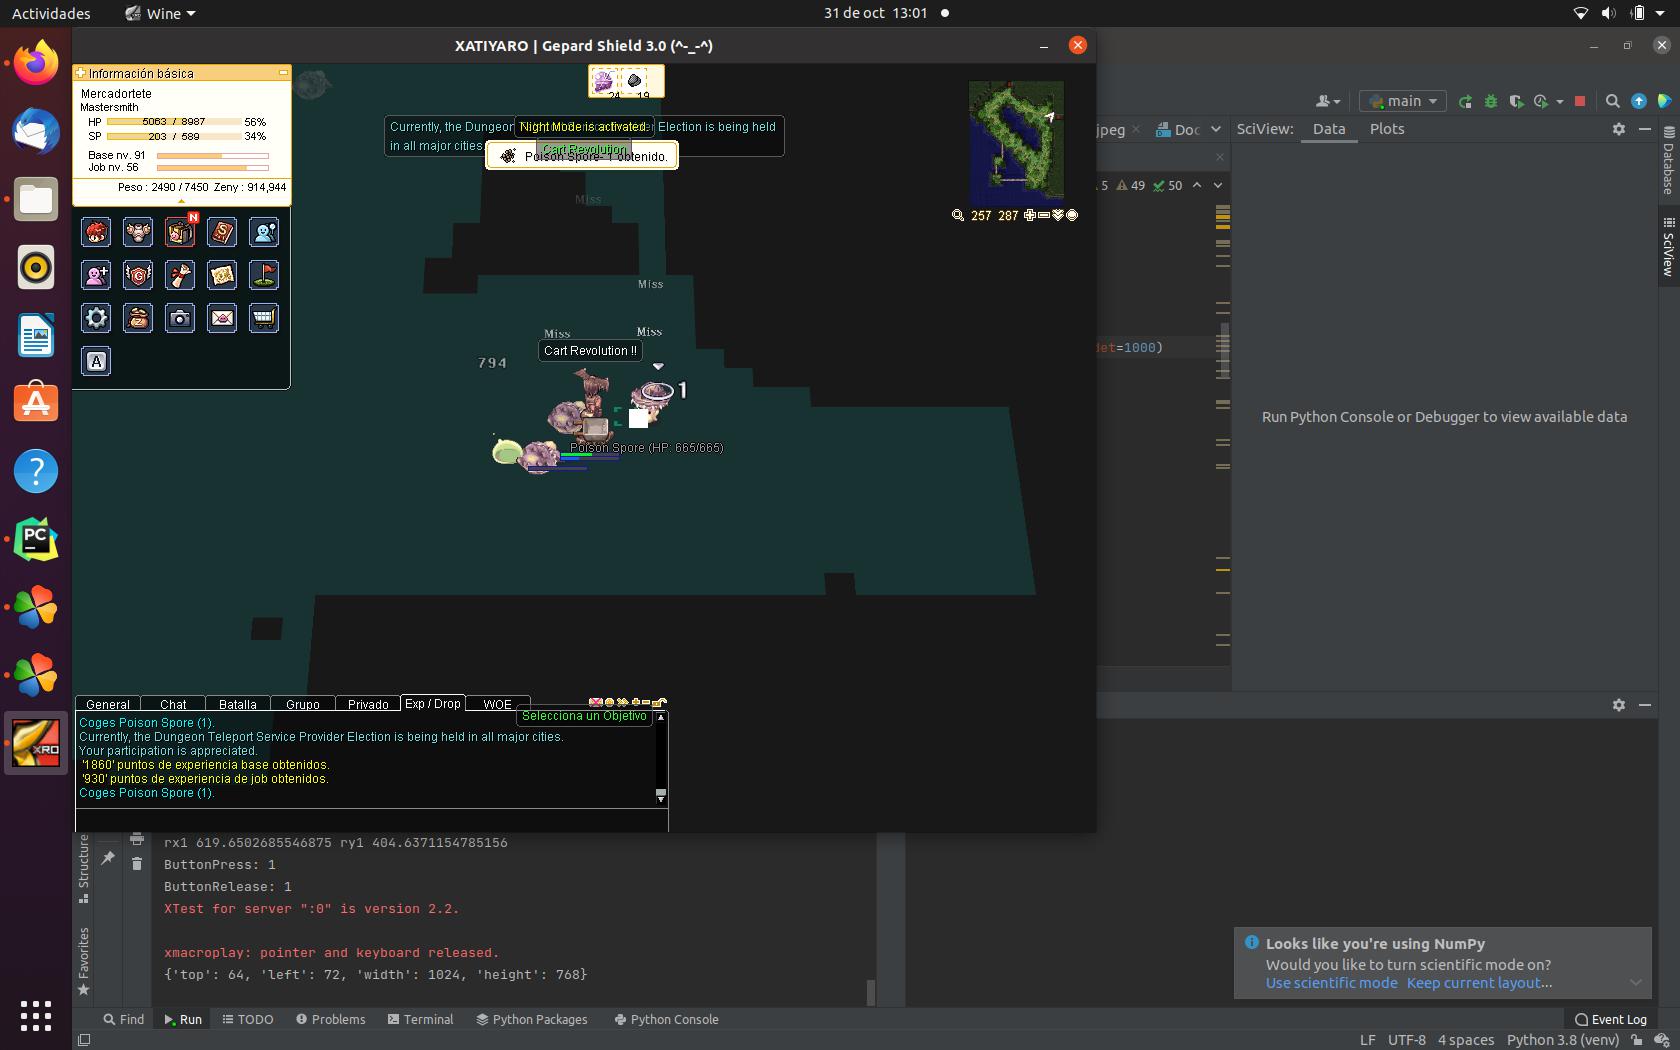 Actividades
Wine
31 de oct 13:01
XATIYARO | Gepard Shield 3.0 (^-_-^)
Información básica
Mercadortete
Mastersmith
HP 5063 / 8987 56%
SP 203 / 589 34%
Base nv. 91
Job nv. 56
Peso : 2490 / 7450 Zeny : 914,944
N
S
G
A
24 19
Currently, the Dungeon
Election is being held
in all major cities.
Night Mode is activated.
Cart Revolution
Poison Spore- 1 obtenido.
257 287
Miss
Miss
Miss
Miss
Cart Revolution !!
794
1
Poison Spore (HP: 665/665)
General Chat Batalla Grupo Privado Exp / Drop WOE
Selecciona un Objetivo
Coges Poison Spore (1).
Currently, the Dungeon Teleport Service Provider Election is being held in all major cities.
Your participation is appreciated.
'1860' puntos de experiencia base obtenidos.
'930' puntos de experiencia de job obtenidos.
Coges Poison Spore (1).
PC
XRO
main
jpeg
Doc
SciView: Data Plots
5 49 50
det=1000)
Run Python Console or Debugger to view available data
Database
SciView
Structure
Favorites
rx1 619.6502685546875 ry1 404.6371154785156
ButtonPress: 1
ButtonRelease: 1
XTest for server ":0" is version 2.2.
xmacroplay: pointer and keyboard released.
{'top': 64, 'left': 72, 'width': 1024, 'height': 768}
Looks like you're using NumPy
Would you like to turn scientific mode on?
Use scientific mode Keep current layout...
Find Run TODO Problems Terminal Python Packages Python Console
Event Log
LF UTF-8 4 spaces Python 3.8 (venv)